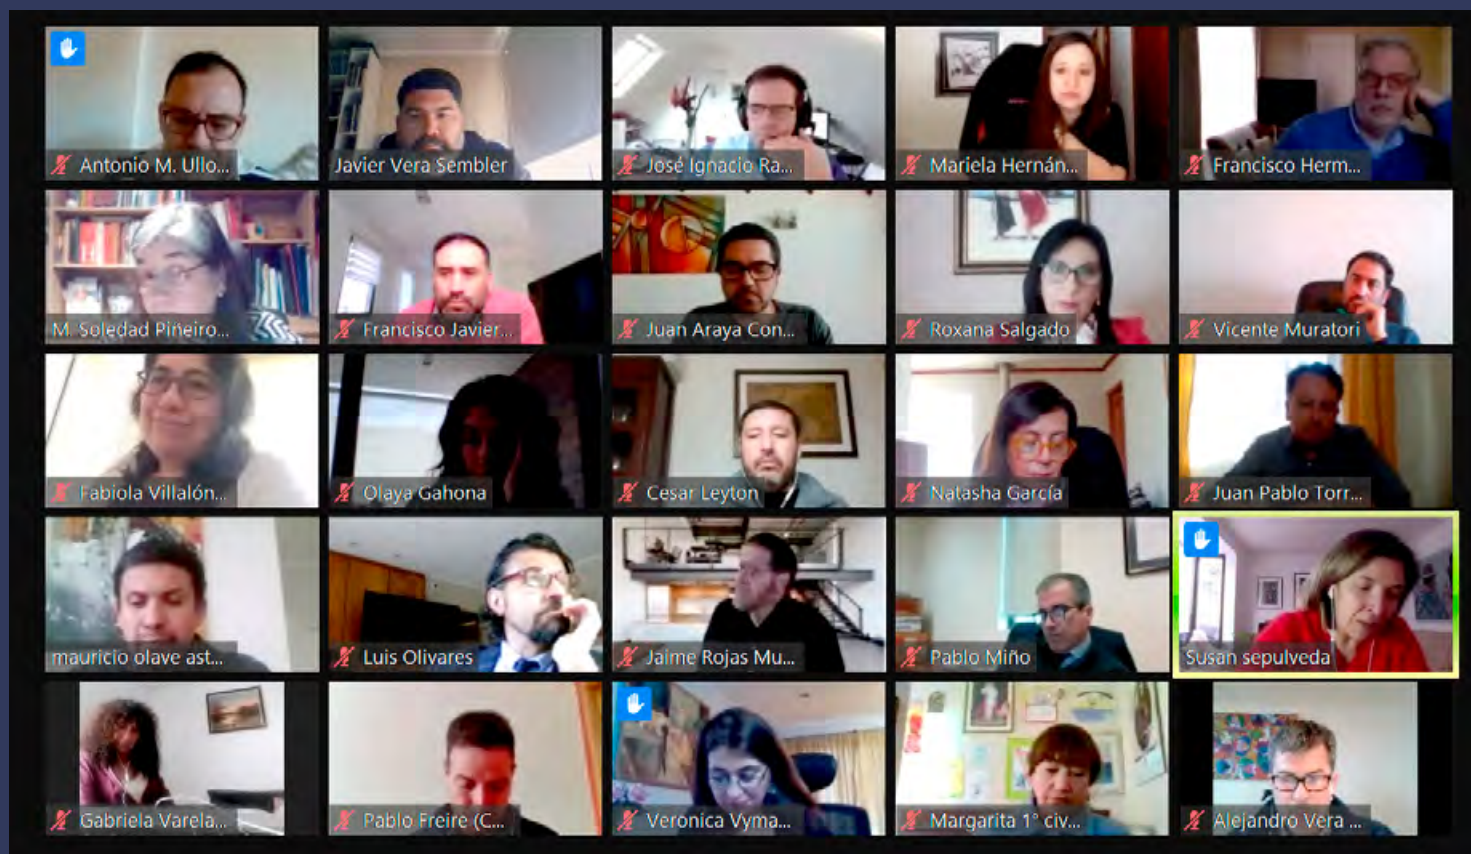 Antonio M. Ullo...
Javier Vera Sembler
José Ignacio Ra...
Mariela Hernán...
Francisco Herm...
M. Soledad Piñeiro...
Francisco Javier...
Juan Araya Con...
Roxana Salgado
Vicente Muratori
Fabiola Villalón...
Olaya Gahona
Cesar Leyton
Natasha García
Juan Pablo Torr...
mauricio olave ast...
Luis Olivares
Jaime Rojas Mu...
Pablo Miño
Susan sepulveda
Gabriela Varela...
Pablo Freire (C...
Veronica Vyma...
Margarita 1° civ...
Alejandro Vera ...